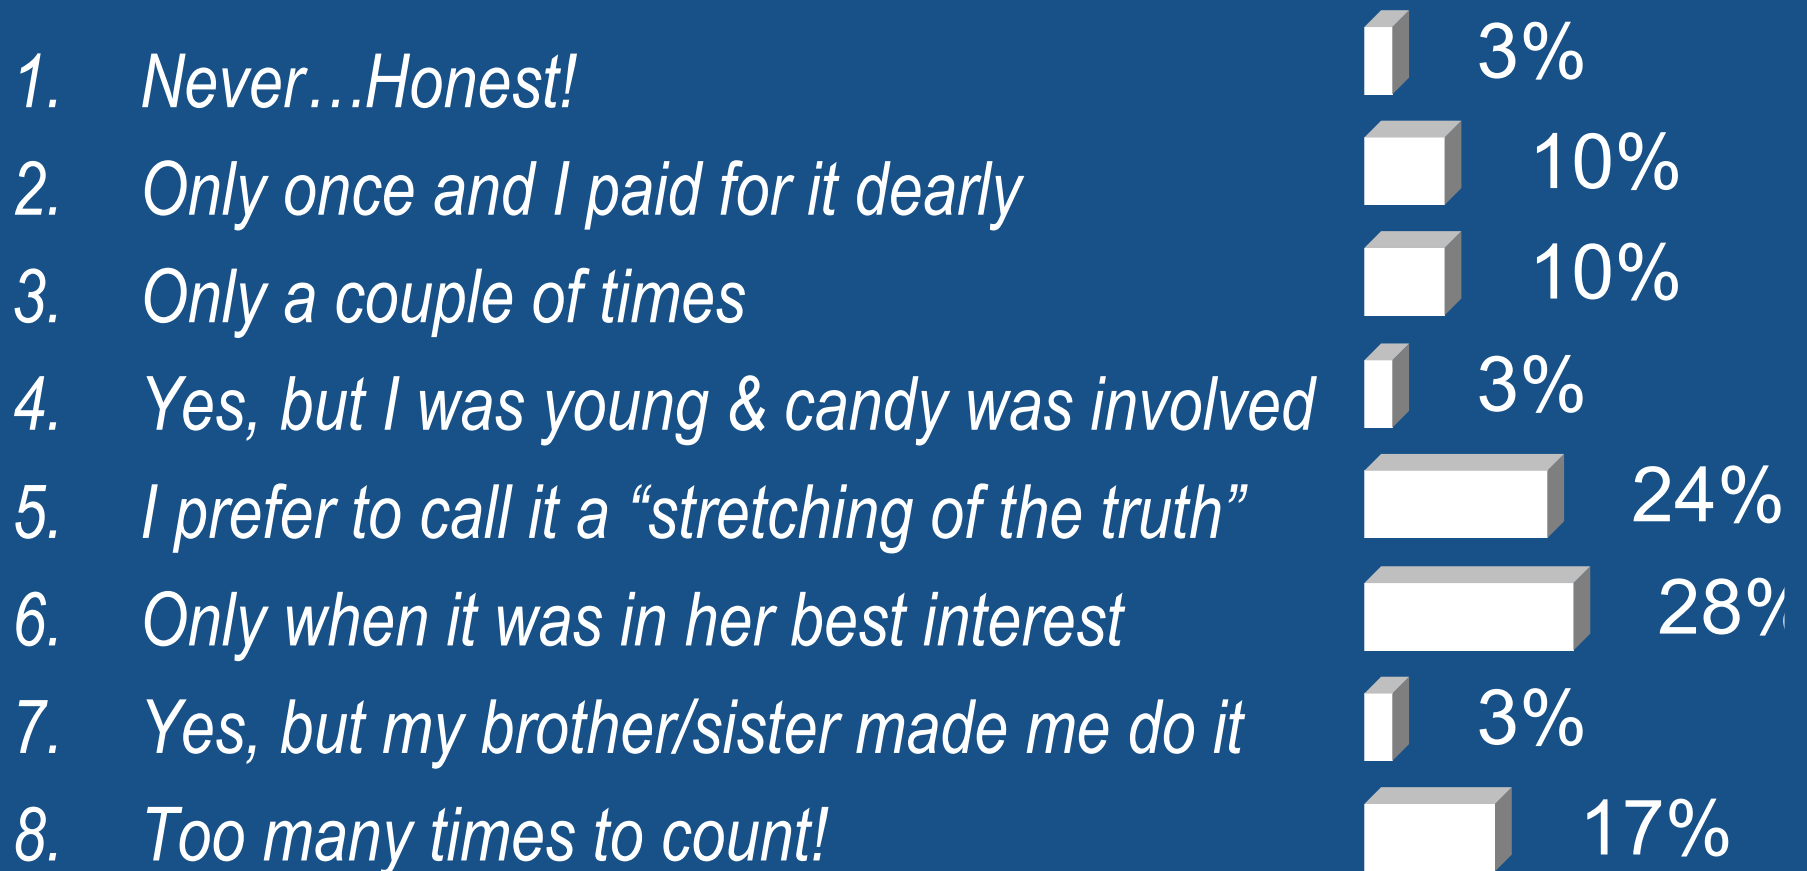 1. Never…Honest! 3%
2. Only once and I paid for it dearly 10%
3. Only a couple of times 10%
4. Yes, but I was young & candy was involved 3%
5. I prefer to call it a “stretching of the truth” 24%
6. Only when it was in her best interest 28%
7. Yes, but my brother/sister made me do it 3%
8. Too many times to count! 17%